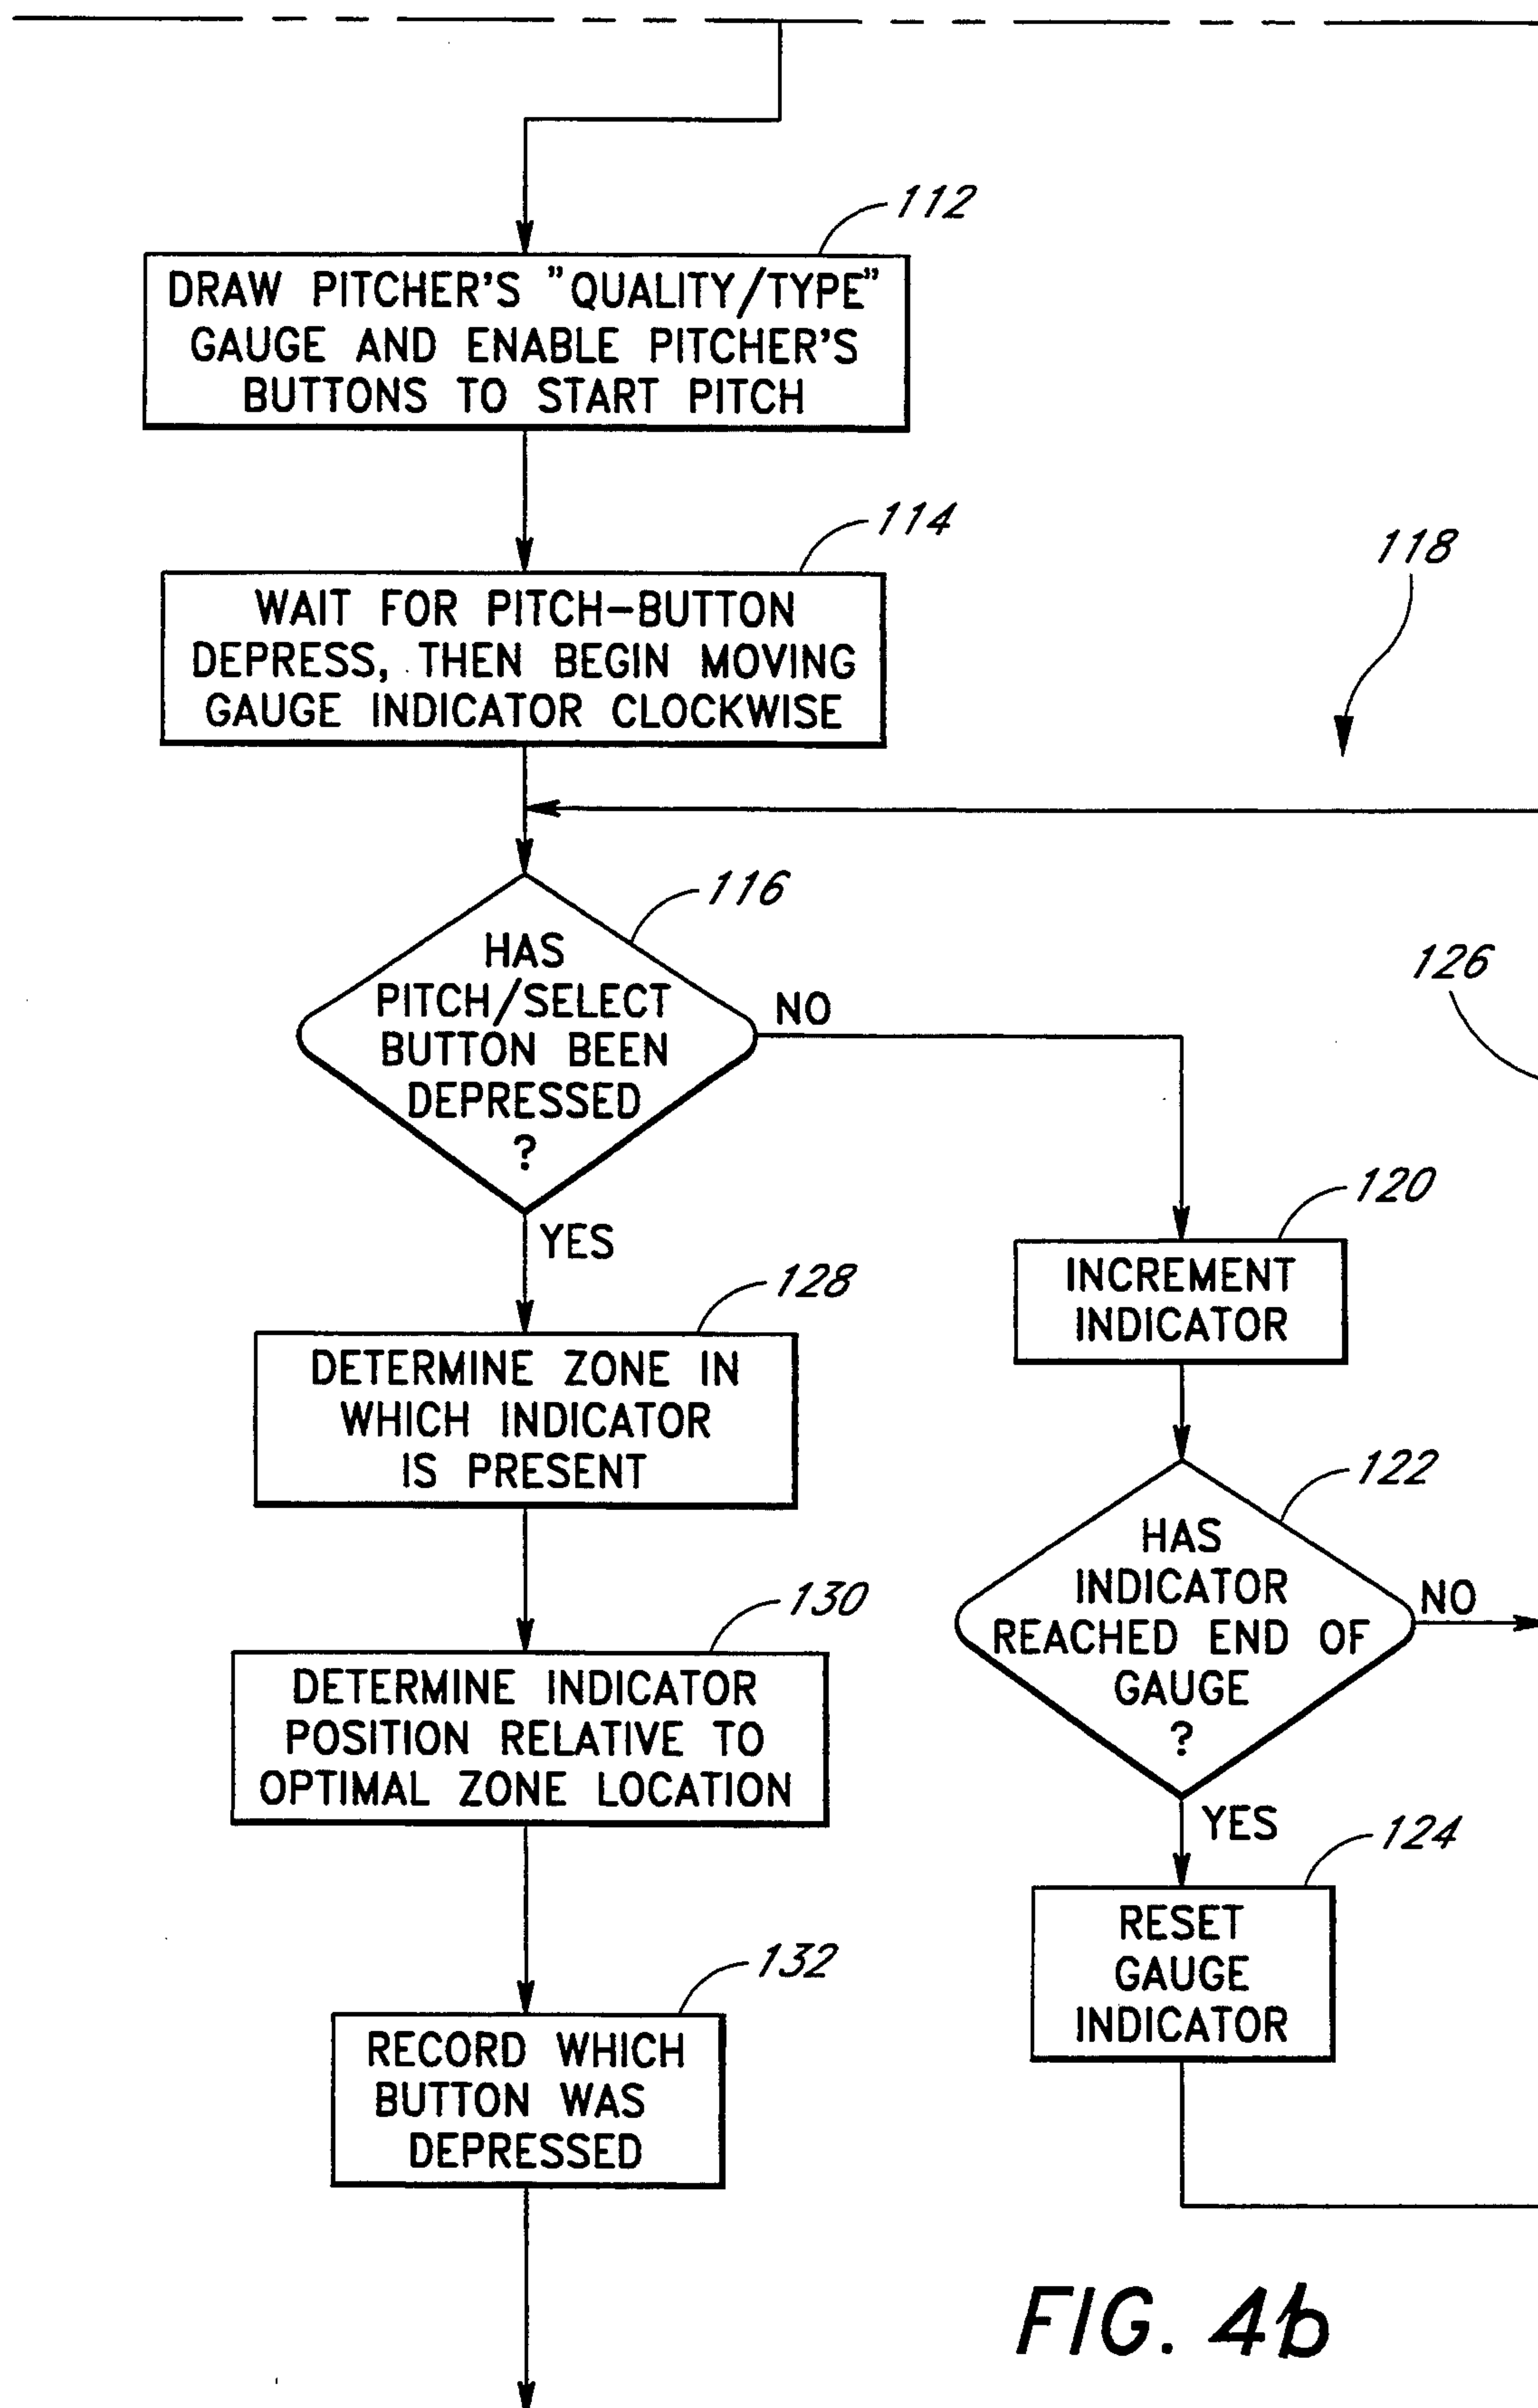 112
DRAW PITCHER'S "QUALITY/TYPE"
GAUGE AND ENABLE PITCHER'S
BUTTONS TO START PITCH
114
WAIT FOR PITCH-BUTTON
DEPRESS, THEN BEGIN MOVING
GAUGE INDICATOR CLOCKWISE
118
116
HAS
PITCH/SELECT
BUTTON BEEN
DEPRESSED
?
NO
YES
126
120
INCREMENT
INDICATOR
128
DETERMINE ZONE IN
WHICH INDICATOR
IS PRESENT
122
HAS
INDICATOR
REACHED END OF
GAUGE
?
NO
YES
130
DETERMINE INDICATOR
POSITION RELATIVE TO
OPTIMAL ZONE LOCATION
124
RESET
GAUGE
INDICATOR
132
RECORD WHICH
BUTTON WAS
DEPRESSED
FIG. 4b